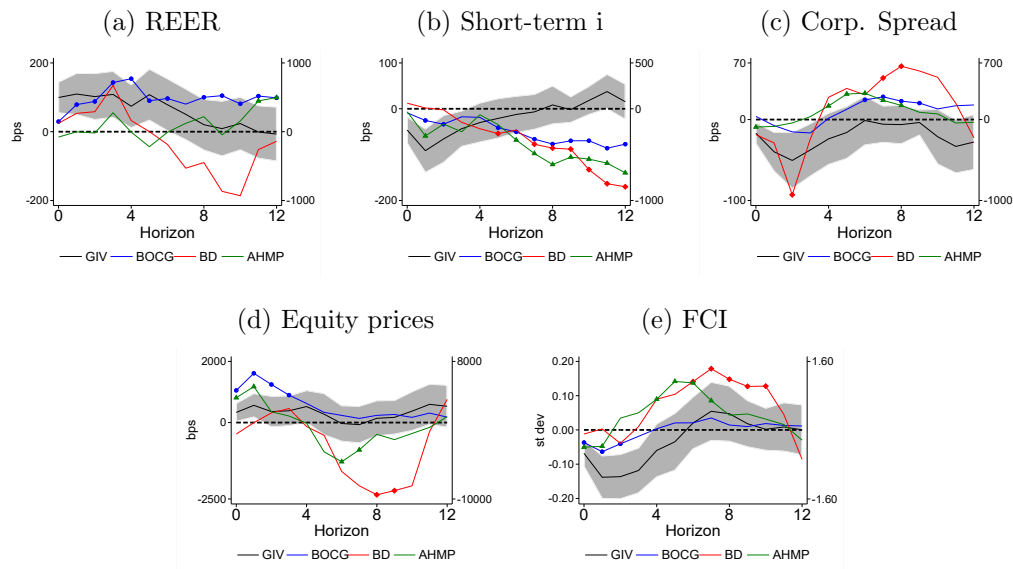 (a) REER
200
0
-200
bps
1000
0
-1000
0 4 8 12
Horizon
GIV BOCG BD AHMP
(b) Short-term i
100
0
-200
bps
500
0
-1000
0 4 8 12
Horizon
GIV BOCG BD AHMP
(c) Corp. Spread
70
0
-100
bps
700
0
-1000
0 4 8 12
Horizon
GIV BOCG BD AHMP
(d) Equity prices
2000
0
-2500
bps
8000
-10000
0 4 8 12
Horizon
GIV BOCG BD AHMP
(e) FCI
0.20
0.10
0.00
-0.10
-0.20
st dev
1.60
-1.60
0 4 8 12
Horizon
GIV BOCG BD AHMP